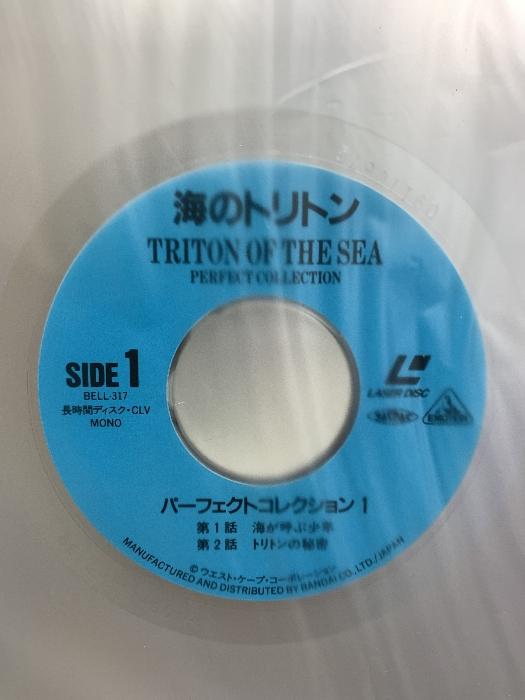 海のトリトン
TRITON OF THE SEA
PERFECT COLLECTION
SIDE 1
BELL-317
長時間ディスク・CLV
MONO
LASER DISC
EMOTION
パーフェクトコレクション 1
第1話 海が呼ぶ少年
第2話 トリトンの秘密
© ウエスト・ケープ・コーポレーション
MANUFACTURED AND DISTRIBUTED BY BANDAI CO., LTD./JAPAN